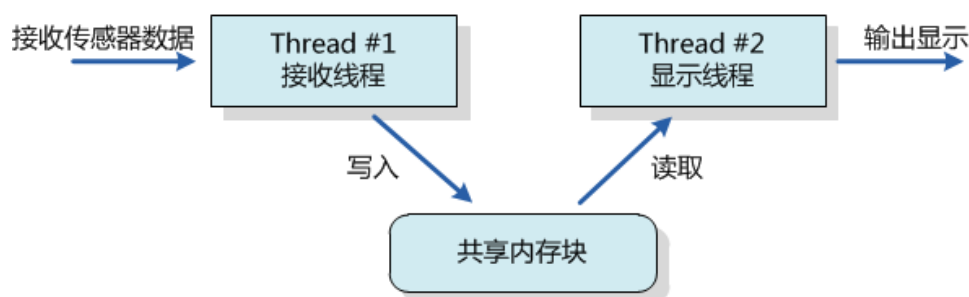 接收传感器数据
Thread #1
接收线程
Thread #2
显示线程
输出显示
写入
读取
共享内存块